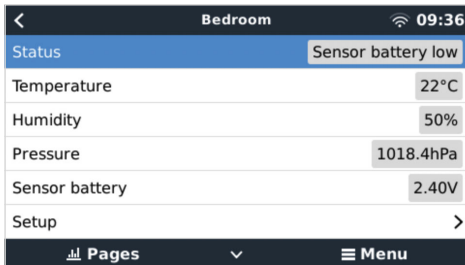 Bedroom 09:36
Status Sensor battery low
Temperature 22°C
Humidity 50%
Pressure 1018.4hPa
Sensor battery 2.40V
Setup
Pages Menu